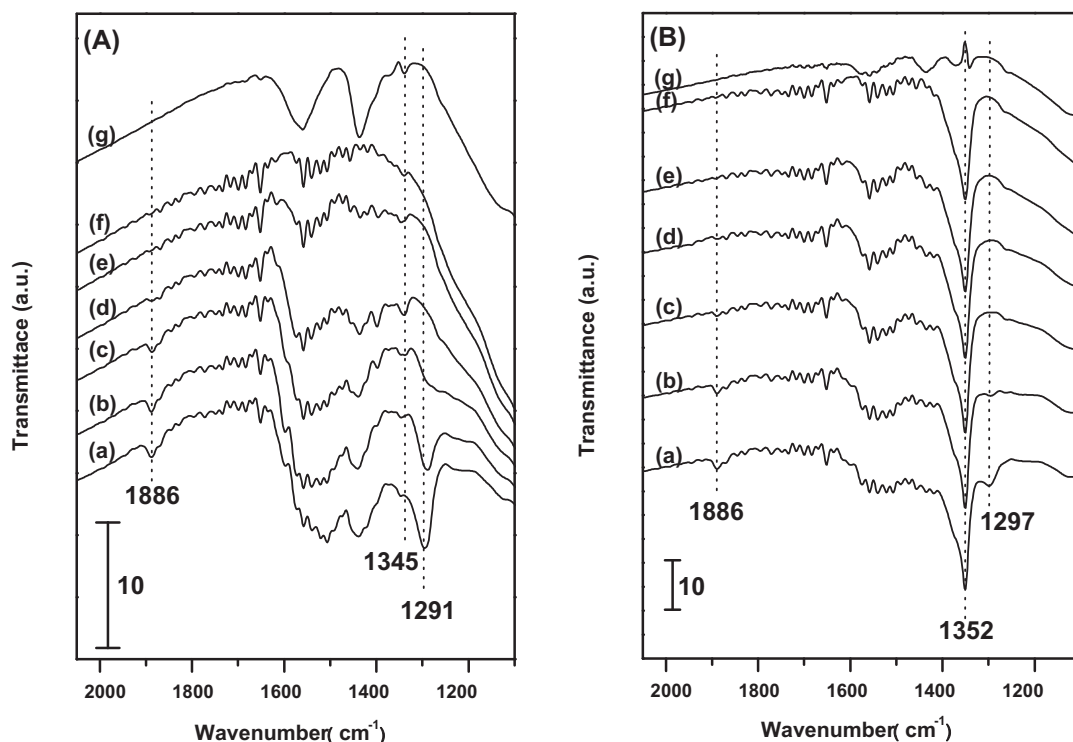 (A)
(g)
(f)
(e)
(d)
(c)
(b)
(a)
1886
1345
1291
10
2000 1800 1600 1400 1200
Wavenumber( cm-1)
Transmittace (a.u.)
(B)
(g)
(f)
(e)
(d)
(c)
(b)
(a)
1886
1297
1352
10
2000 1800 1600 1400 1200
Wavenumber( cm-1)
Transmittance (a.u.)